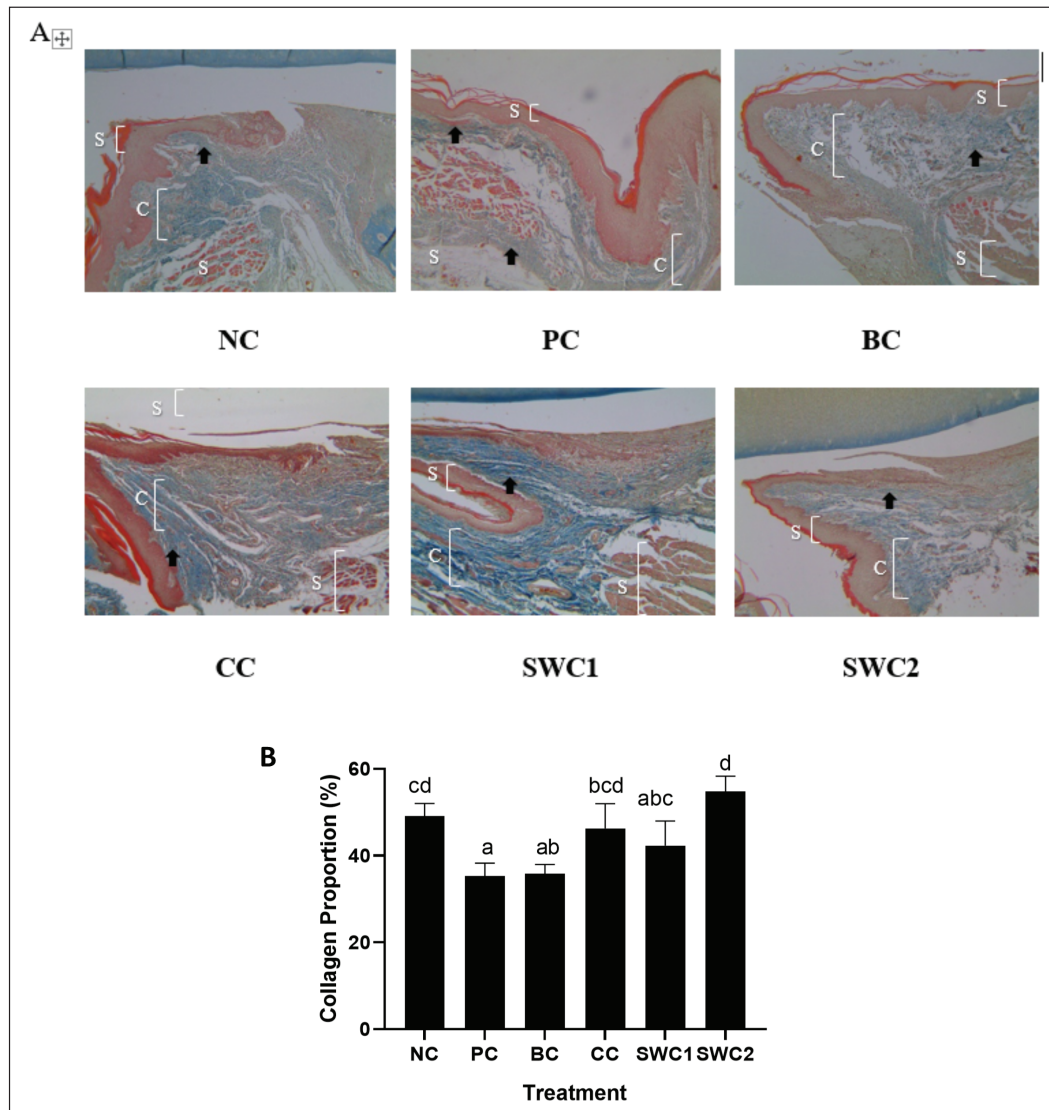 A
S
C
S
NC
S
S
C
PC
S
C
S
BC
S
C
S
CC
S
C
S
SWC1
S
C
SWC2
B
Collagen Proportion (%)
60
40
20
0
cd
a
ab
bcd
abc
d
NC PC BC CC SWC1 SWC2
Treatment